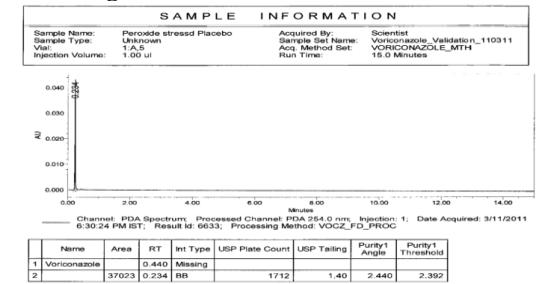 SAMPLE INFORMATION
Sample Name: Peroxide stressd Placebo Acquired By: Scientist
Sample Type: Unknown Sample Set Name: Voriconazole_Validation_110311
Vial: 1:A,5 Acq. Method Set: VORICONAZOLE_MTH
Injection Volume: 1.00 ul Run Time: 15.0 Minutes
0.040
0.234
0.030
AU
0.020
0.010
0.000
0.00 2.00 4.00 6.00 8.00 10.00 12.00 14.00
Minutes
Channel: PDA Spectrum; Processed Channel: PDA 254.0 nm; Injection: 1; Date Acquired: 3/11/2011
6:30:24 PM IST; Result Id: 6633; Processing Method: VOCZ_FD_PROC
Name Area RT Int Type USP Plate Count USP Tailing Purity1 Angle Purity1 Threshold
1 Voriconazole 0.440 Missing
2 37023 0.234 BB 1712 1.40 2.440 2.392